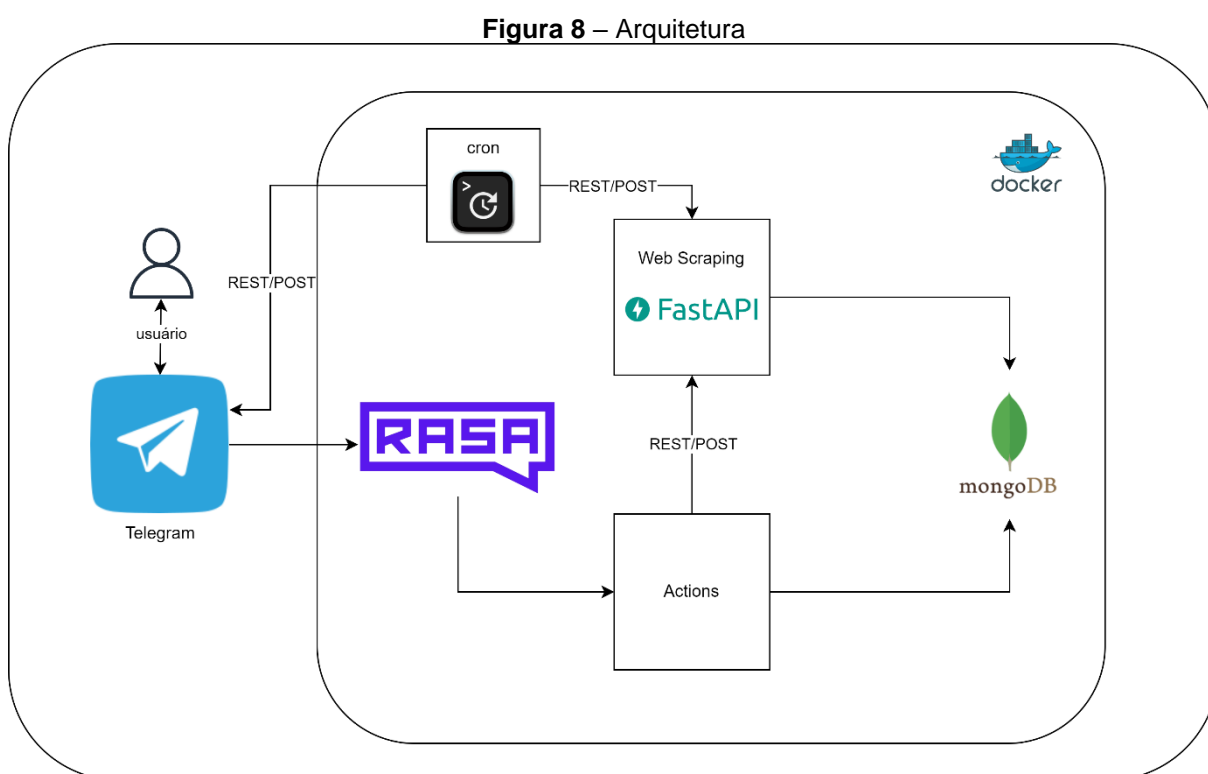 Figura 8 – Arquitetura
cron
>
REST/POST
docker
Web Scraping
FastAPI
REST/POST
usuário
RASA
REST/POST
mongoDB
Telegram
Actions